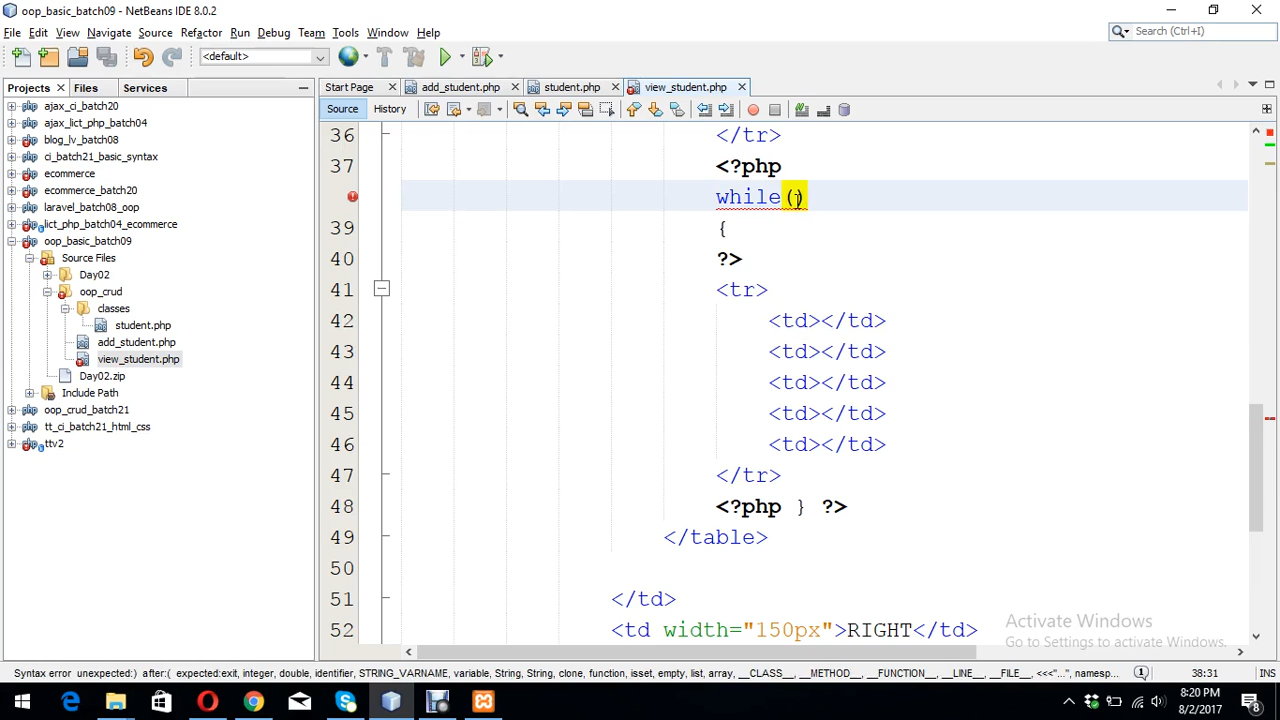 oop_basic_batch09 - NetBeans IDE 8.0.2
File Edit View Navigate Source Refactor Run Debug Team Tools Window Help
Search (Ctrl+I)
<default>
Projects Files Services
Start Page add_student.php student.php view_student.php
Source History
ajax_ci_batch20
ajax_lict_php_batch04
blog_lv_batch08
ci_batch21_basic_syntax
ecommerce
ecommerce_batch20
laravel_batch08_oop
lict_php_batch04_ecommerce
oop_basic_batch09
Source Files
Day02
oop_crud
classes
student.php
add_student.php
view_student.php
Day02.zip
Include Path
oop_crud_batch21
tt_ci_batch21_html_css
ttv2
36 </tr>
37 <?php
while()
39 {
40 ?>
41 <tr>
42 <td></td>
43 <td></td>
44 <td></td>
45 <td></td>
46 <td></td>
47 </tr>
48 <?php } ?>
49 </table>
50
51 </td>
52 <td width="150px">RIGHT</td>
Activate Windows
Go to Settings to activate Windows.
Syntax error unexpected:) after:( expected:exit, integer, double, identifier, STRING_VARNAME, variable, String, String, clone, function, isset, empty, list, array, __CLASS__, __METHOD__, __FUNCTION__, __LINE__, __FILE__, <<<"...", namesp...
1
38:31
INS
8:20 PM
8/2/2017
8